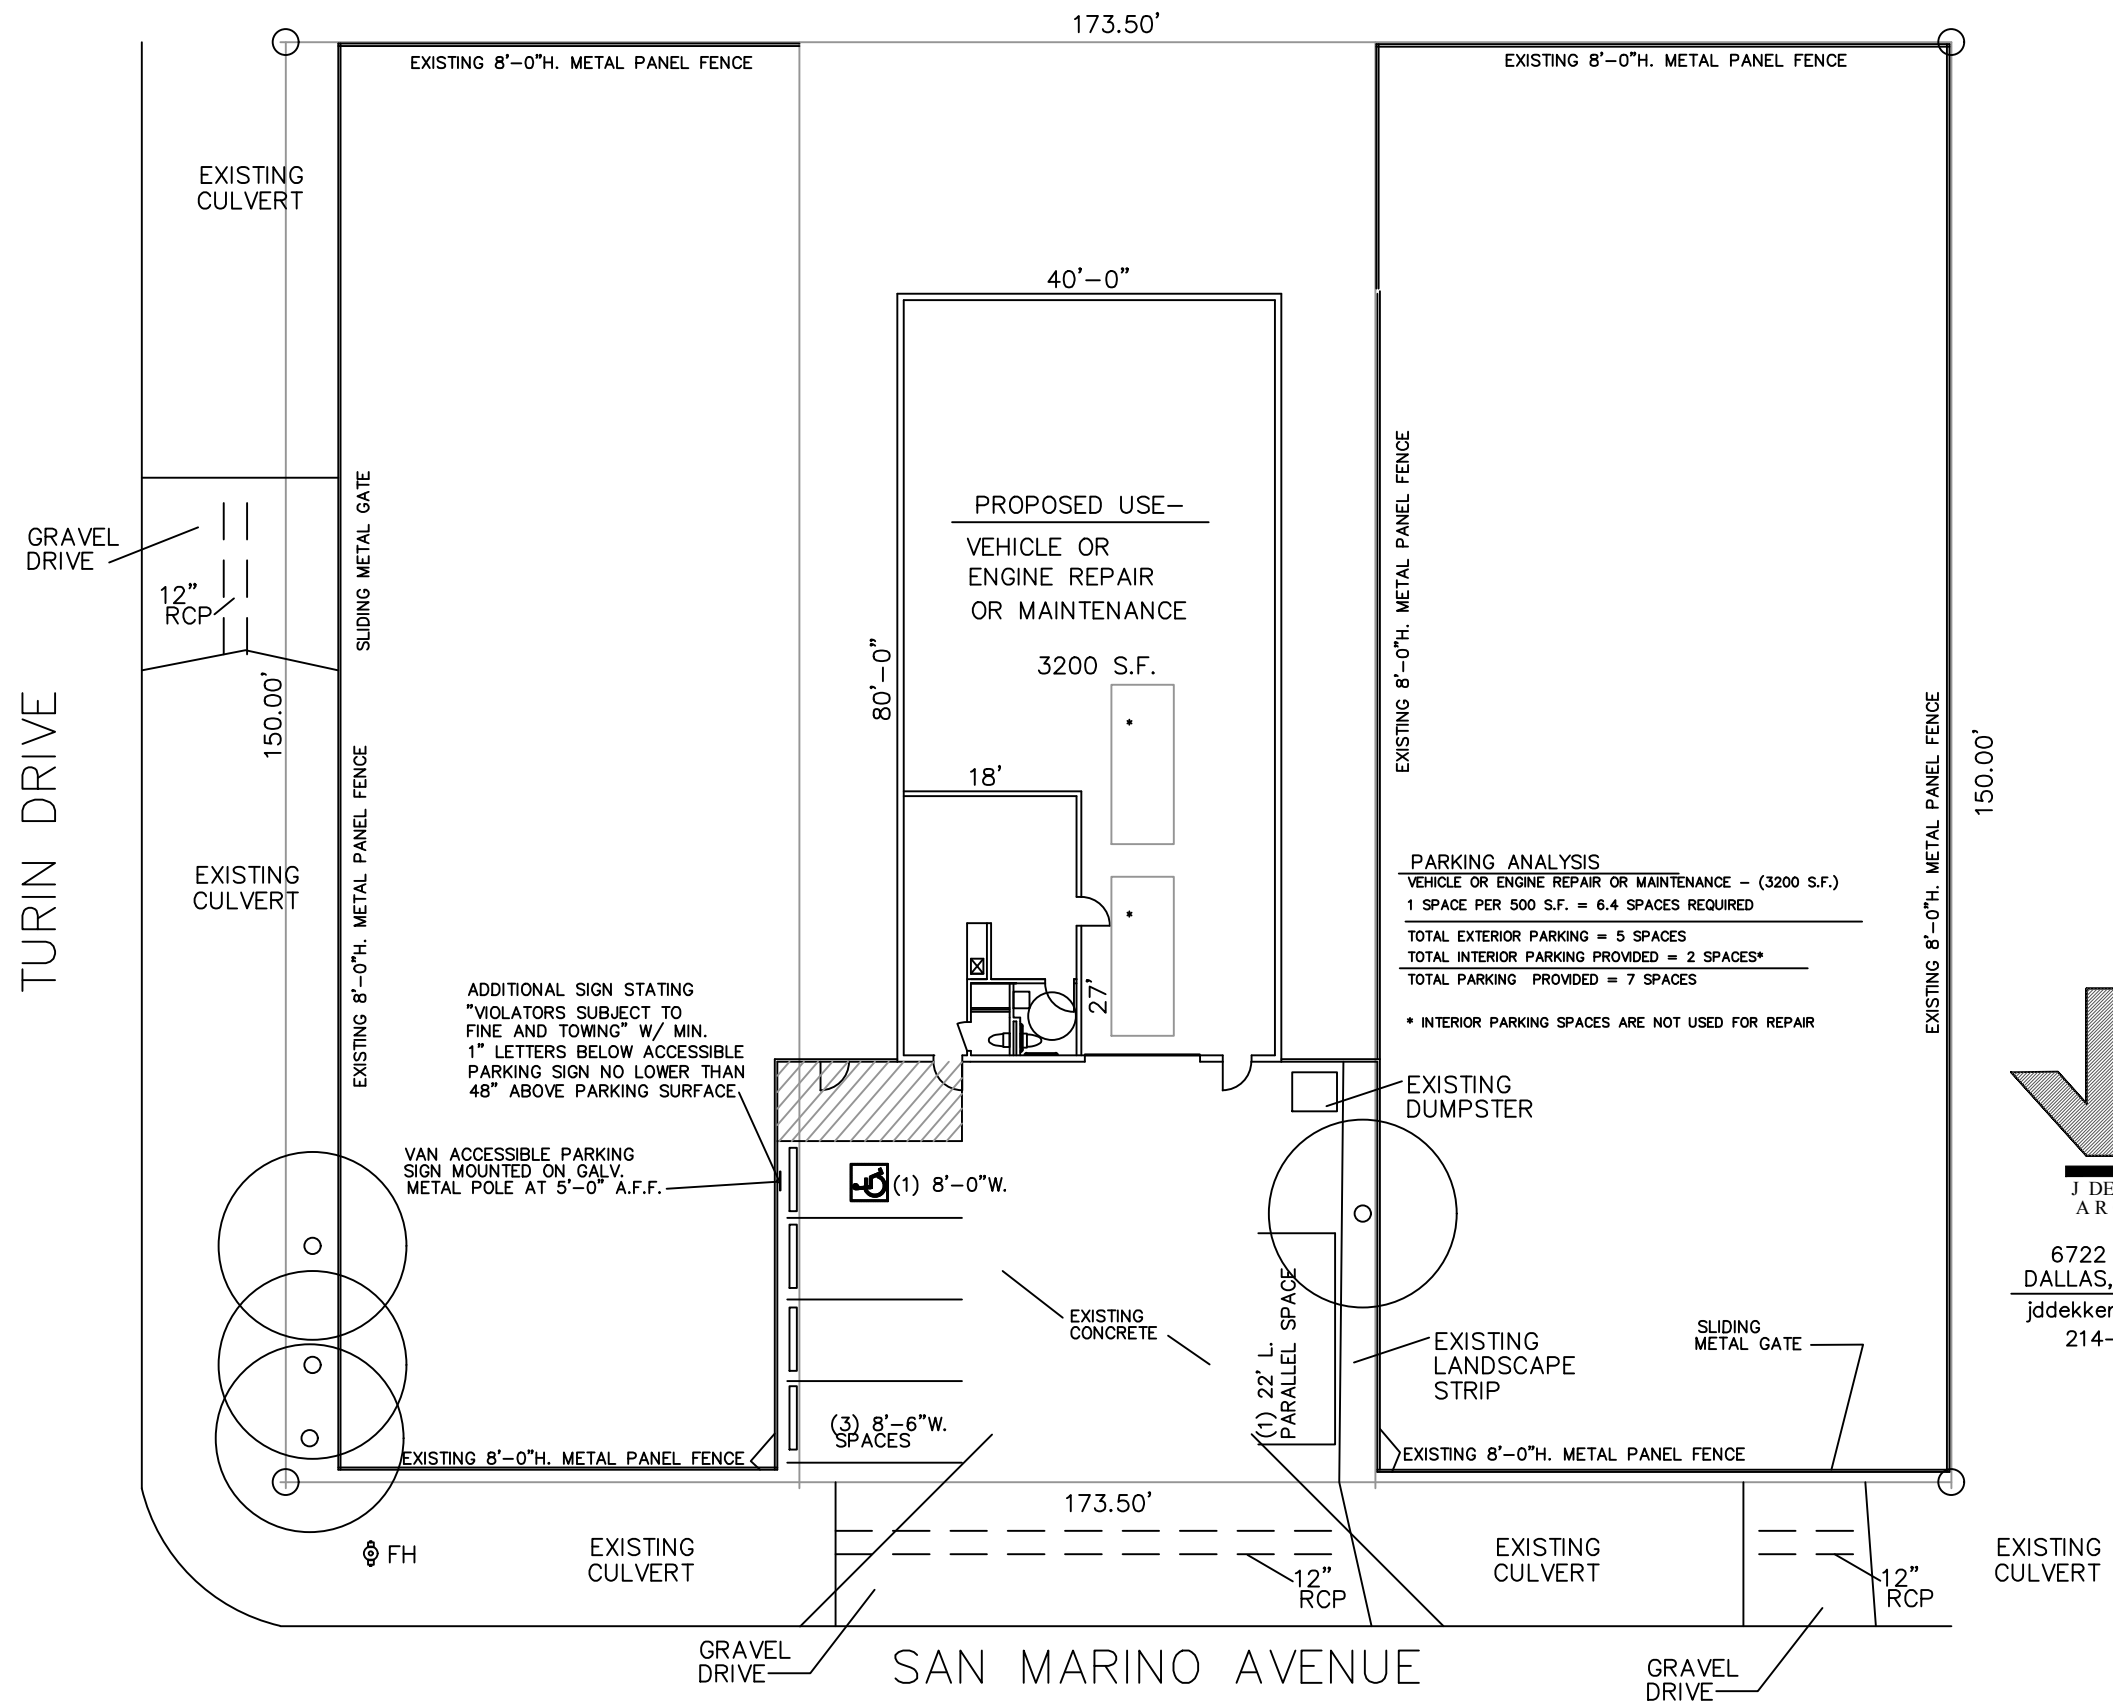 173.50'
EXISTING 8'-0"H. METAL PANEL FENCE
EXISTING 8'-0"H. METAL PANEL FENCE
EXISTING
CULVERT
40'-0"
SLIDING METAL GATE
EXISTING 8'-0"H. METAL PANEL FENCE
PROPOSED USE-
VEHICLE OR
ENGINE REPAIR
OR MAINTENANCE
3200 S.F.
GRAVEL
DRIVE
12"
RCP
80'-0"
150.00'
TURIN DRIVE
EXISTING 8'-0"H. METAL PANEL FENCE
18'
*
*
27'
EXISTING 8'-0"H. METAL PANEL FENCE
150.00'
EXISTING
CULVERT
PARKING ANALYSIS
VEHICLE OR ENGINE REPAIR OR MAINTENANCE - (3200 S.F.)
1 SPACE PER 500 S.F. = 6.4 SPACES REQUIRED
TOTAL EXTERIOR PARKING = 5 SPACES
TOTAL INTERIOR PARKING PROVIDED = 2 SPACES*
TOTAL PARKING PROVIDED = 7 SPACES
* INTERIOR PARKING SPACES ARE NOT USED FOR REPAIR
ADDITIONAL SIGN STATING
"VIOLATORS SUBJECT TO
FINE AND TOWING" W/ MIN.
1" LETTERS BELOW ACCESSIBLE
PARKING SIGN NO LOWER THAN
48" ABOVE PARKING SURFACE
EXISTING
DUMPSTER
VAN ACCESSIBLE PARKING
SIGN MOUNTED ON GALV.
METAL POLE AT 5'-0" A.F.F.
(1) 8'-0"W.
J DE
A R
6722
DALLAS,
jddekker
214-
EXISTING
CONCRETE
(1) 22' L.
PARALLEL SPACE
EXISTING
LANDSCAPE
STRIP
SLIDING
METAL GATE
(3) 8'-6"W.
SPACES
EXISTING 8'-0"H. METAL PANEL FENCE
EXISTING 8'-0"H. METAL PANEL FENCE
173.50'
FH
EXISTING
CULVERT
EXISTING
CULVERT
EXISTING
CULVERT
12"
RCP
12"
RCP
GRAVEL
DRIVE
SAN MARINO AVENUE
GRAVEL
DRIVE